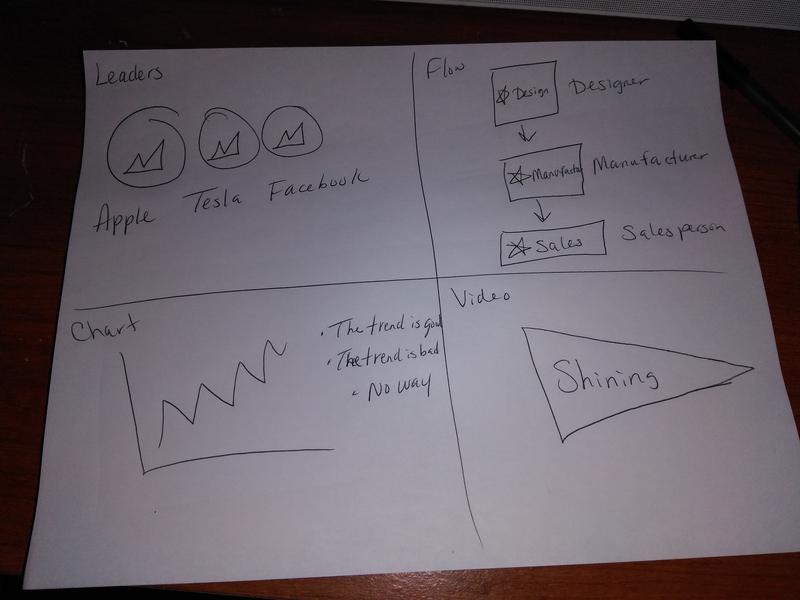 Leaders
Apple
Tesla
Facebook
Flow
Design
Designer
Manufactu
Manufacturer
Sales
Salesperson
Chart
• The trend is good
• The trend is bad
• No way
Video
Shining